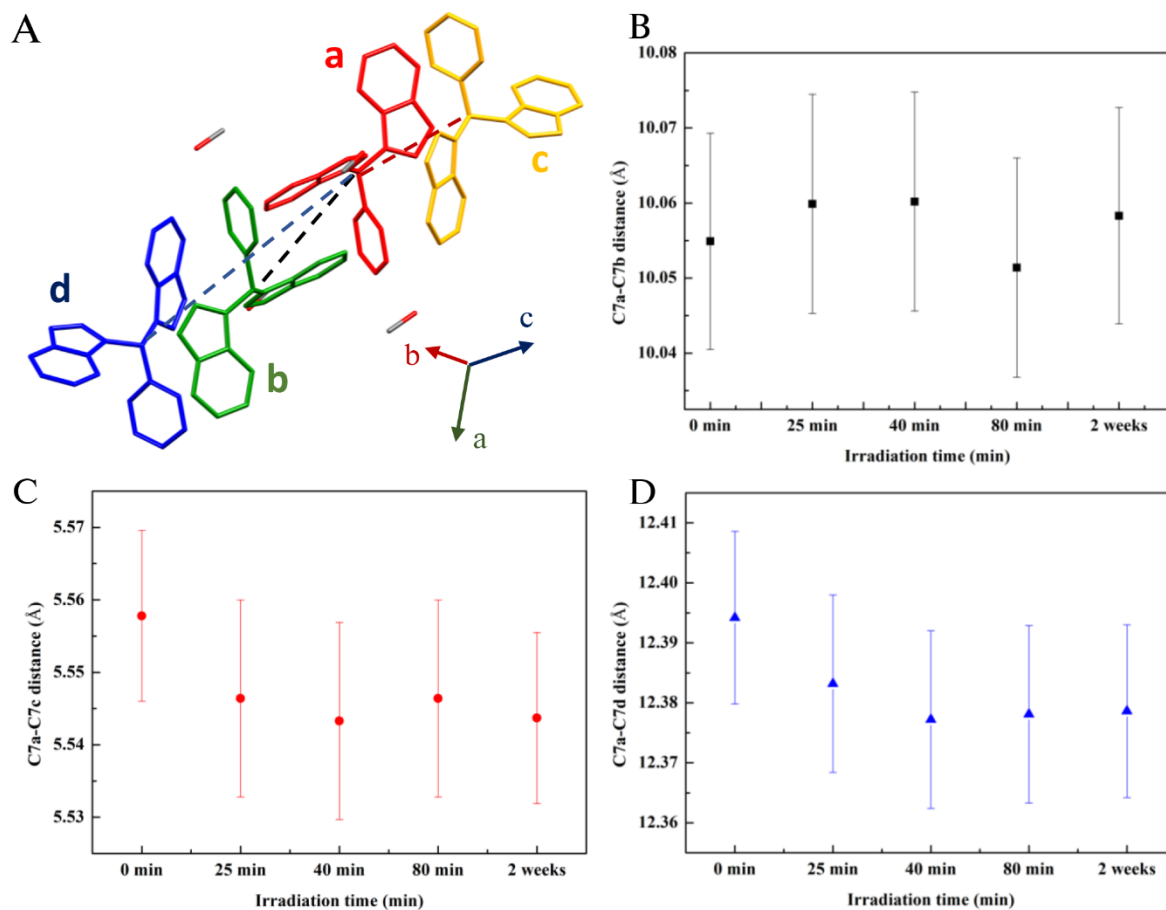 A
a
c
d
b
b
c
a
B
10.08
10.07
10.06
10.05
10.04
C7a-C7b distance (Å)
0 min 25 min 40 min 80 min 2 weeks
Irradiation time (min)
C
5.57
5.56
5.55
5.54
5.53
C7a-C7c distance (Å)
0 min 25 min 40 min 80 min 2 weeks
Irradiation time (min)
D
12.41
12.40
12.39
12.38
12.37
12.36
C7a-C7d distance (Å)
0 min 25 min 40 min 80 min 2 weeks
Irradiation time (min)